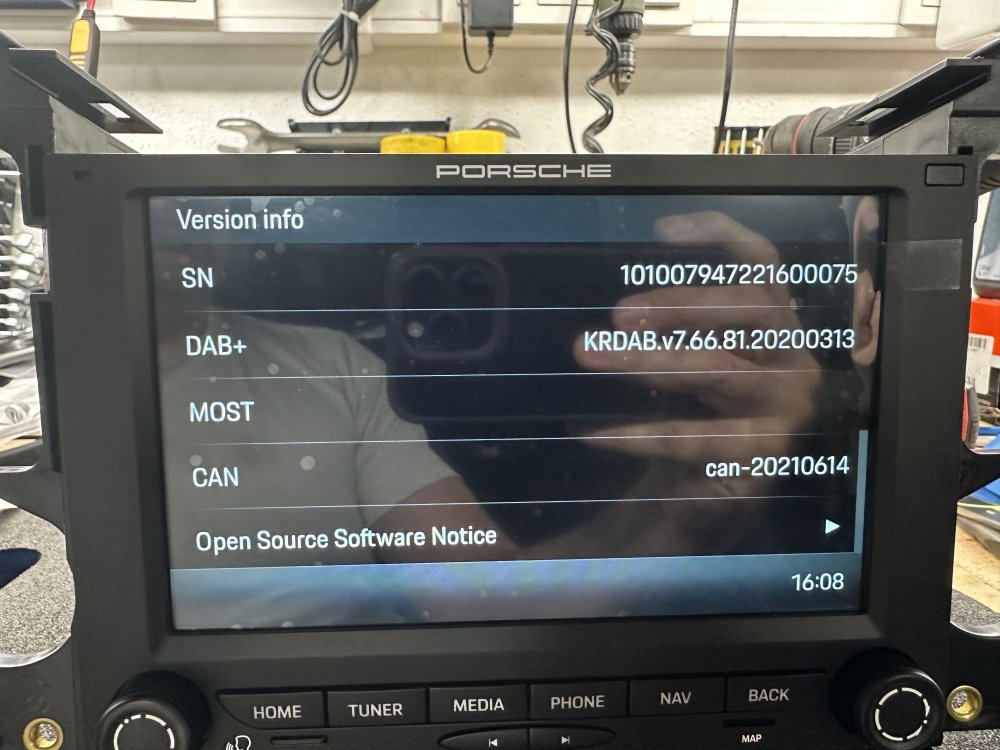 PORSCHE
Version info
SN 101007947221600075
DAB+ KRDAB.v7.66.81.20200313
MOST
CAN can-20210614
Open Source Software Notice
16:08
HOME TUNER MEDIA PHONE NAV BACK
MAP